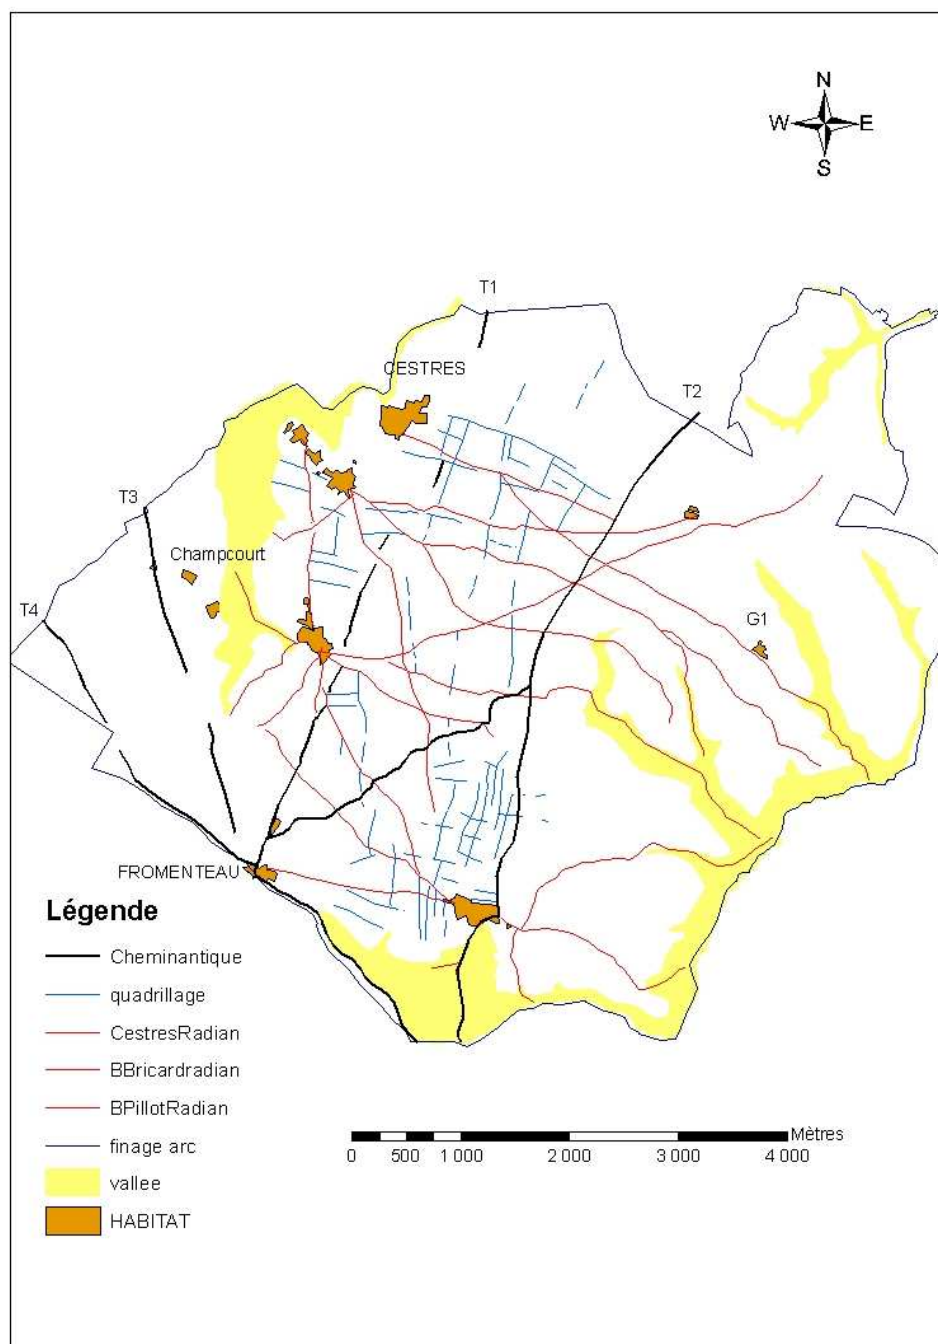 N
W E
S
T1
CESTRES
T2
T3
Champcourt
T4
G1
FROMENTEAU
Légende
Cheminantique
quadrillage
CestresRadian
BBricardradian
BPillotRadian
finage arc
vallee
HABITAT
Mètres
0 500 1 000 2 000 3 000 4 000